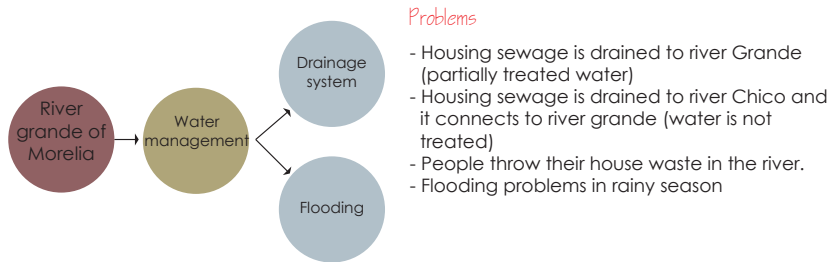 River
grande of
Morelia
Water
management
Drainage
system
Flooding
Problems
- Housing sewage is drained to river Grande
(partially treated water)
- Housing sewage is drained to river Chico and
it connects to river grande (water is not
treated)
- People throw their house waste in the river.
- Flooding problems in rainy season